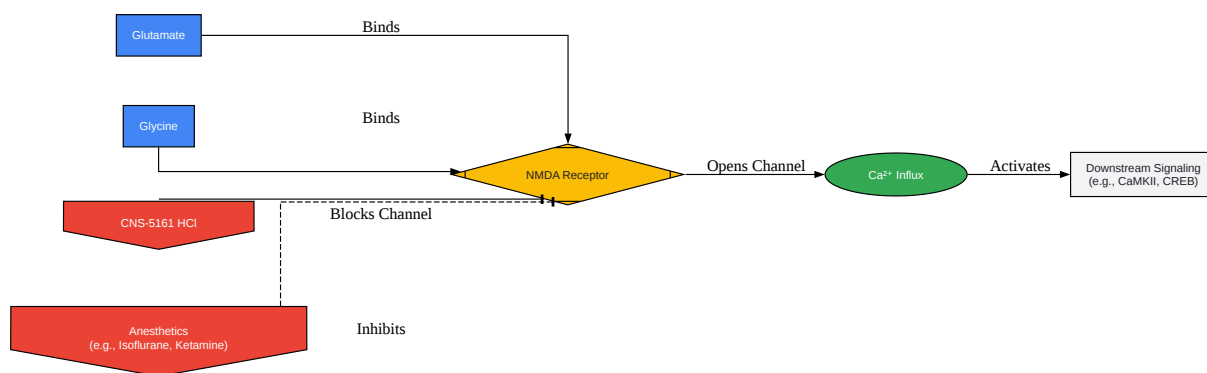 Glutamate
Binds
Glycine
Binds
NMDA Receptor
Opens Channel
Ca²⁺ Influx
Activates
Downstream Signaling
(e.g., CaMKII, CREB)
CNS-5161 HCl
Blocks Channel
Anesthetics
(e.g., Isoflurane, Ketamine)
Inhibits